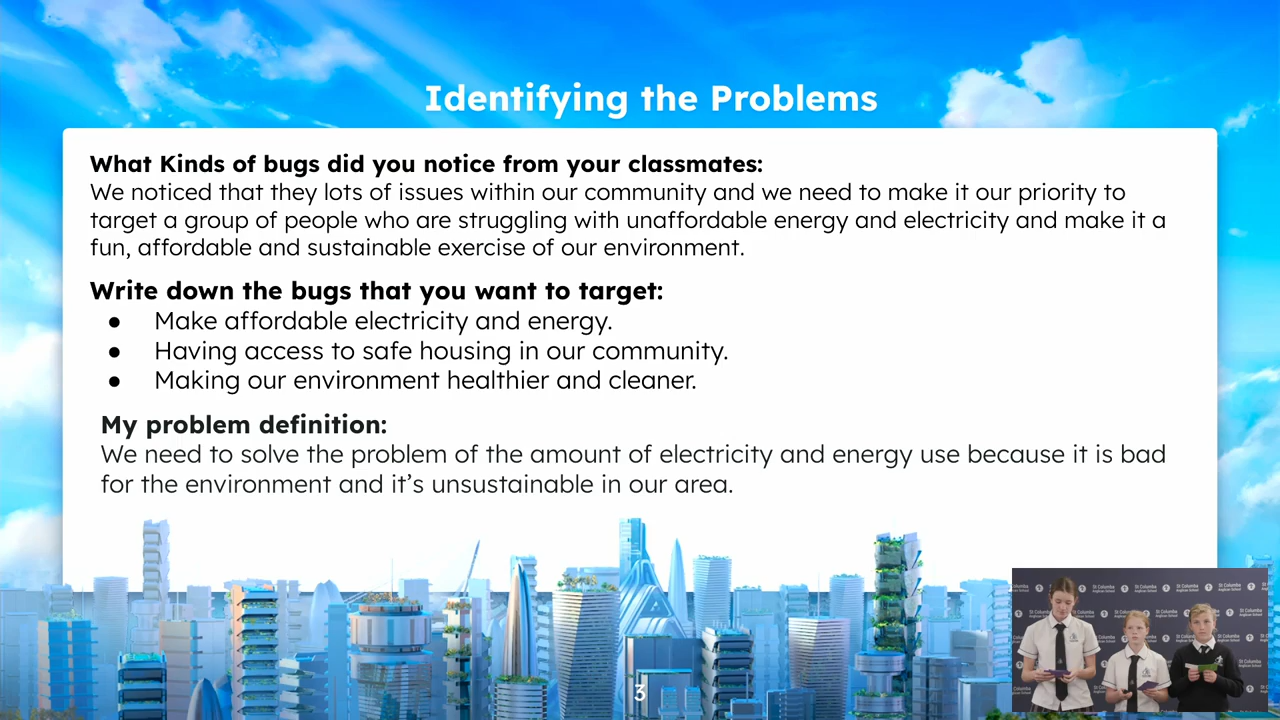 Identifying the Problems
What Kinds of bugs did you notice from your classmates:
We noticed that they lots of issues within our community and we need to make it our priority to
target a group of people who are struggling with unaffordable energy and electricity and make it a
fun, affordable and sustainable exercise of our environment.
Write down the bugs that you want to target:
● Make affordable electricity and energy.
● Having access to safe housing in our community.
● Making our environment healthier and cleaner.
My problem definition:
We need to solve the problem of the amount of electricity and energy use because it is bad
for the environment and it’s unsustainable in our area.
3
St Columba
Anglican School